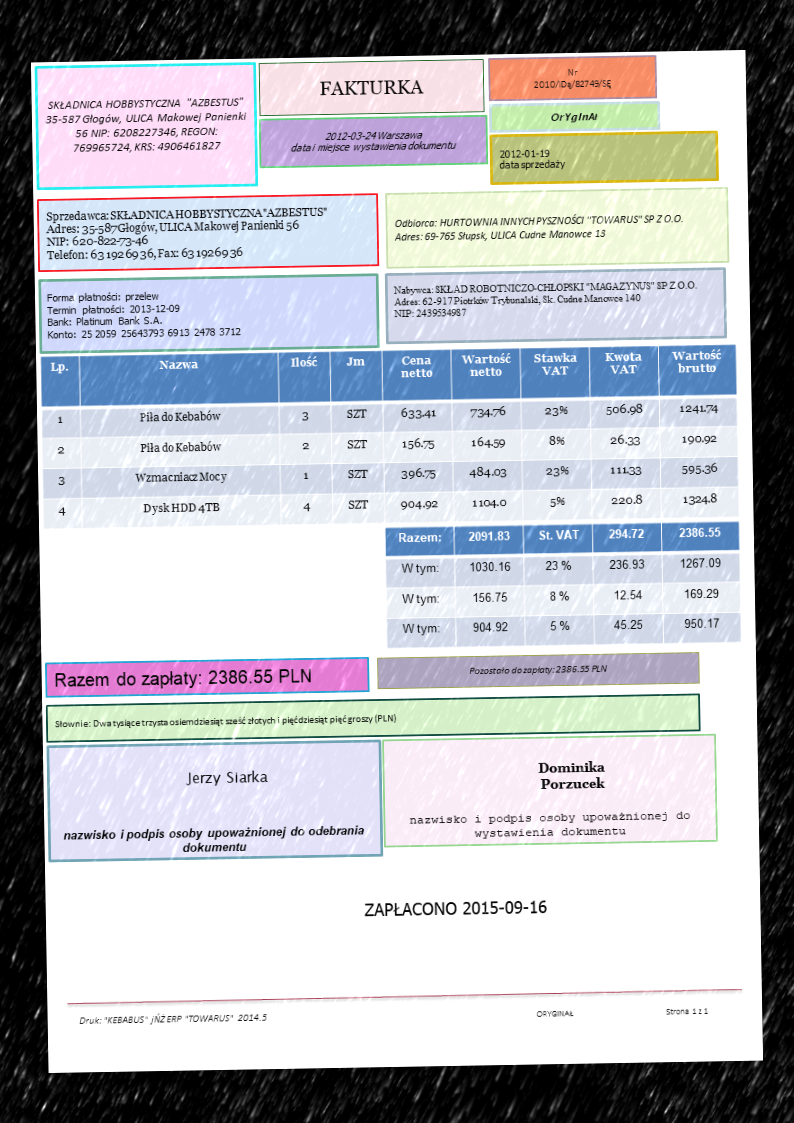 SKŁADNICA HOBBYSTYCZNA "AZBESTUS"
35-587 Głogów, ULICA Makowej Panienki
56 NIP: 6208227346, REGON:
769965724, KRS: 4906461827
FAKTURKA
2012-03-24 Warszawa
data i miejsce wystawienia dokumentu
Nr
2010/IDą/82749/SĘ
OrYgInAł
2012-01-19
data sprzedaży
Sprzedawca: SKŁADNICA HOBBYSTYCZNA "AZBESTUS"
Adres: 35-587 Głogów, ULICA Makowej Panienki 56
NIP: 620-822-73-46
Telefon: 63 192 69 36, Fax: 63 192 69 36
Odbiorca: HURTOWNIA INNYCH PYSZNOŚCI "TOWARUS" SP Z O.O.
Adres: 69-765 Słupsk, ULICA Cudne Manowce 13
Forma płatności: przelew
Termin płatności: 2013-12-09
Bank: Platinum Bank S.A.
Konto: 25 2059 25643793 6913 2478 3712
Nabywca: SKŁAD ROBOTNICZO-CHŁOPSKI "MAGAZYNUS" SP Z O.O.
Adres: 62-917 Piotrków Trybunalski, Sk. Cudne Manowce 140
NIP: 2439534987
Lp. Nazwa Ilość Jm Cena netto Wartość netto Stawka VAT Kwota VAT Wartość brutto
1 Piła do Kebabów 3 SZT 633.41 734.76 23% 506.98 1241.74
2 Piła do Kebabów 2 SZT 156.75 164.59 8% 26.33 190.92
3 Wzmacniacz Mocy 1 SZT 396.75 484.03 23% 111.33 595.36
4 Dysk HDD 4TB 4 SZT 904.92 1104.0 5% 220.8 1324.8
Razem: 2091.83 St. VAT 294.72 2386.55
W tym: 1030.16 23 % 236.93 1267.09
W tym: 156.75 8 % 12.54 169.29
W tym: 904.92 5 % 45.25 950.17
Razem do zapłaty: 2386.55 PLN
Pozostało do zapłaty: 2386.55 PLN
Słownie: Dwa tysiące trzysta osiemdziesiąt sześć złotych i pięćdziesiąt pięć groszy (PLN)
Jerzy Siarka
nazwisko i podpis osoby upoważnionej do odebrania
dokumentu
Dominika
Porzucek
nazwisko i podpis osoby upoważnionej do
wystawienia dokumentu
ZAPŁACONO 2015-09-16
Druk: "KEBABUS" jŃŻ ERP "TOWARUS" 2014.5
ORYGINAŁ
Strona 1 z 1